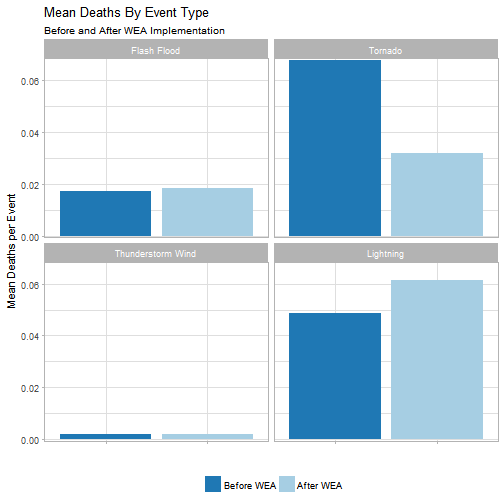 Mean Deaths By Event Type
Before and After WEA Implementation
Flash Flood
Tornado
0.06
0.04
0.02
0.00
Mean Deaths per Event
Thunderstorm Wind
Lightning
0.06
0.04
0.02
0.00
Before WEA
After WEA